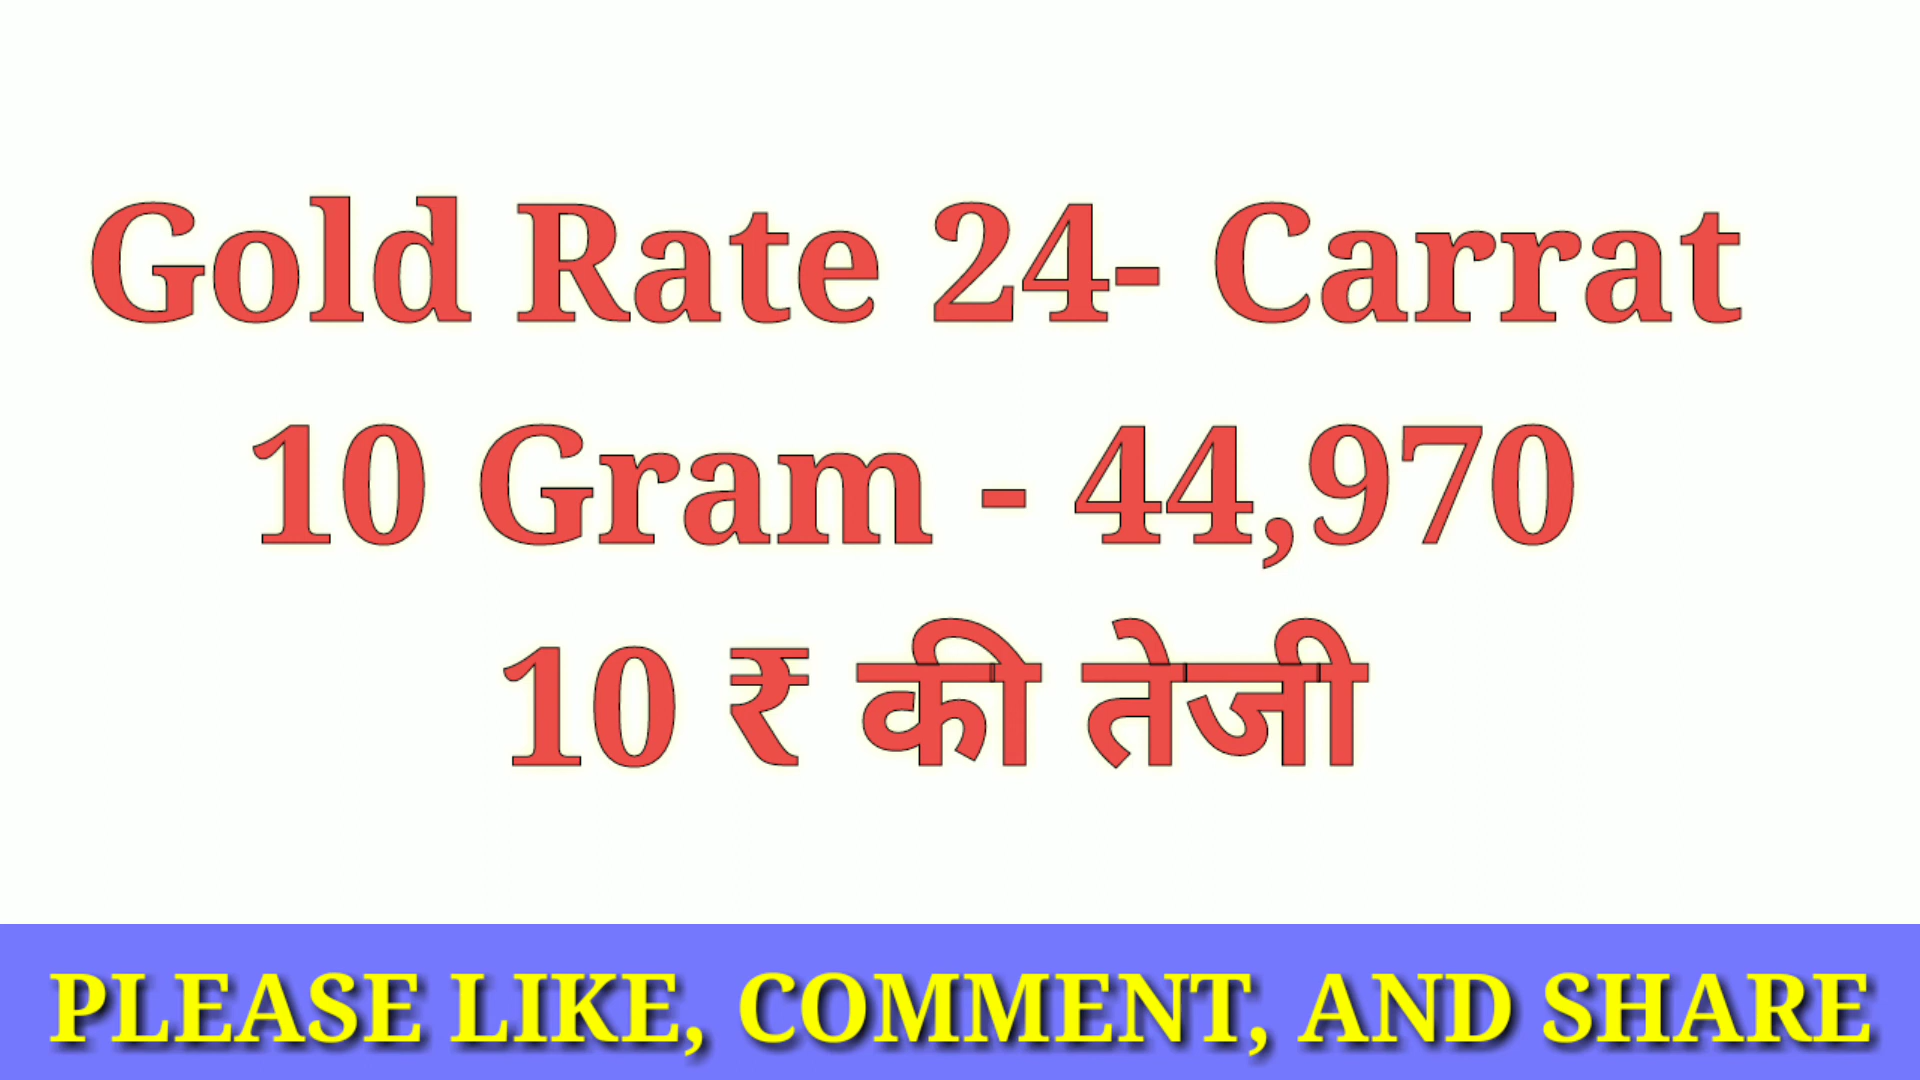 Gold Rate 24- Carrat
10 Gram - 44,970
10 ₹ की तेजी
PLEASE LIKE, COMMENT, AND SHARE